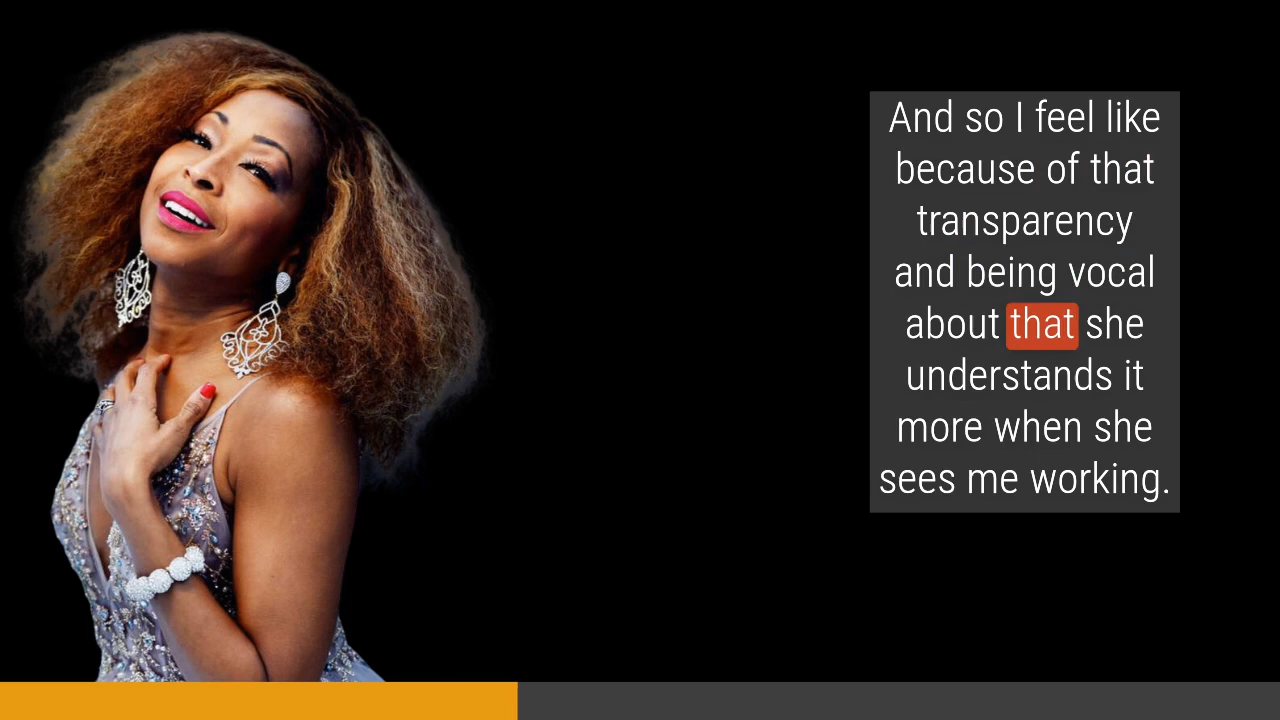 And so I feel like
because of that
transparency
and being vocal
about that she
understands it
more when she
sees me working.